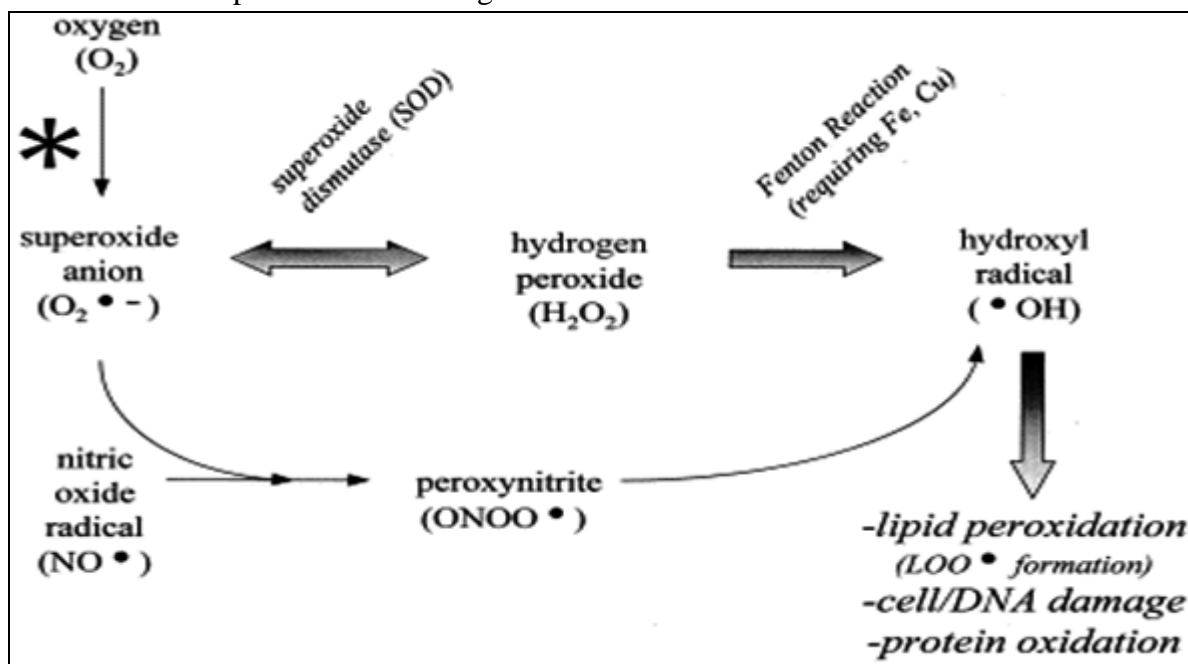 oxygen
(O₂)
*
superoxide
dismutase (SOD)
Fenton Reaction
(requiring Fe, Cu)
superoxide
anion
(O₂ • - )
hydrogen
peroxide
(H₂O₂)
hydroxyl
radical
( • OH)
nitric
oxide
radical
(NO • )
peroxynitrite
(ONOO • )
-lipid peroxidation
(LOO • formation)
-cell/DNA damage
-protein oxidation